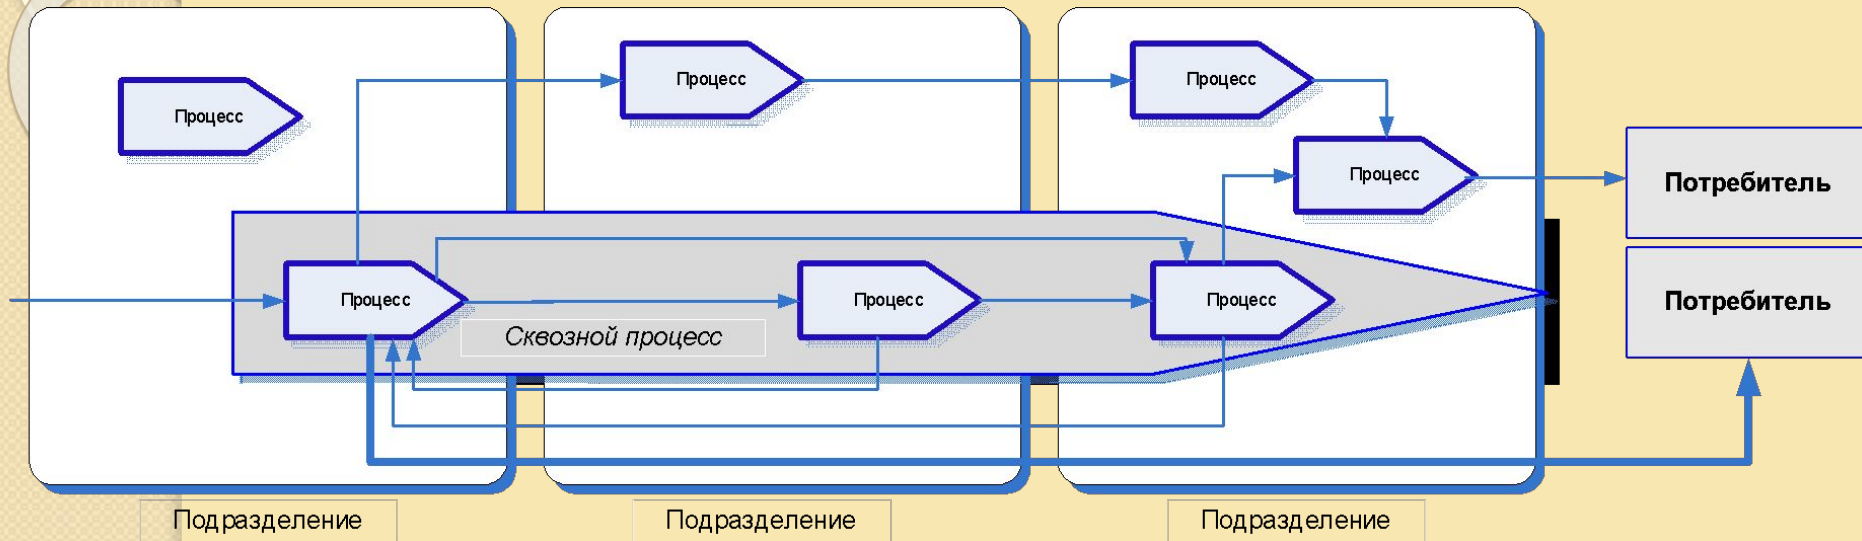 Процесс
Процесс
Процесс
Процесс
Потребитель
Процесс
Процесс
Процесс
Потребитель
Сквозной процесс
Подразделение
Подразделение
Подразделение